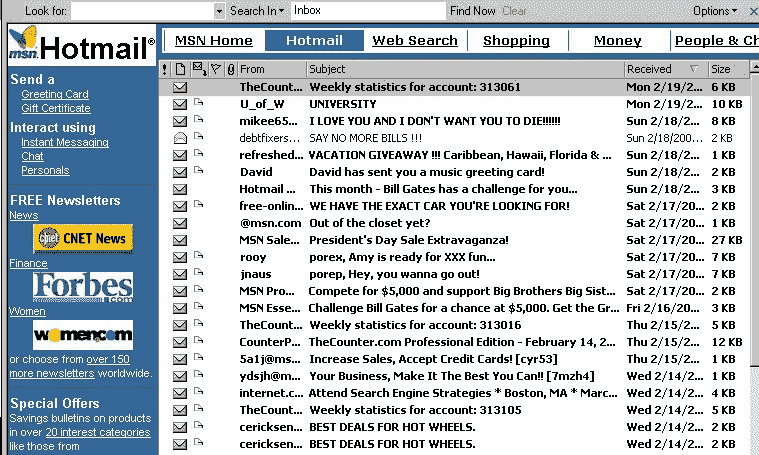 Look for: Search In ▾ Inbox Find Now Clear Options ▾
msn Hotmail®
MSN Home Hotmail Web Search Shopping Money People & Ch
Send a
Greeting Card
Gift Certificate
Interact using
Instant Messaging
Chat
Personals
FREE Newsletters
News
CNET News
Finance
Forbes
.com
Women
women.com
or choose from over 150
more newsletters worldwide.
Special Offers
Savings bulletins on products
in over 20 interest categories
like those from
! From Subject Received Size
TheCount... Weekly statistics for account: 313061 Mon 2/19/2... 6 KB
U_of_W UNIVERSITY Mon 2/19/... 10 KB
mikee65... I LOVE YOU AND I DON'T WANT YOU TO DIE!!!!!! Sun 2/18/2... 8 KB
debtfixers... SAY NO MORE BILLS !!! Sun 2/18/200... 2 KB
refreshed... VACATION GIVEAWAY !!! Caribbean, Hawaii, Florida & ... Sun 2/18/2... 1 KB
David David has sent you a music greeting card! Sun 2/18/2... 2 KB
Hotmail ... This month - Bill Gates has a challenge for you... Sun 2/18/2... 3 KB
free-onlin... WE HAVE THE EXACT CAR YOU'RE LOOKING FOR! Sat 2/17/20... 2 KB
@msn.com Out of the closet yet? Sat 2/17/20... 1 KB
MSN Sale... President's Day Sale Extravaganza! Sat 2/17/20... 27 KB
rooy porex, Amy is ready for XXX fun... Sat 2/17/20... 7 KB
jnaus porep, Hey, you wanna go out! Sat 2/17/20... 7 KB
MSN Pro... Compete for $5,000 and support Big Brothers Big Sist... Sat 2/17/20... 2 KB
MSN Esse... Challenge Bill Gates for a chance at $5,000. Get the Gr... Fri 2/16/20... 3 KB
TheCount... Weekly statistics for account: 313016 Thu 2/15/2... 5 KB
CounterP... TheCounter.com Professional Edition - February 14, 2... Thu 2/15/2... 12 KB
5a1j@ms... Increase Sales, Accept Credit Cards! [cyr53] Thu 2/15/2... 1 KB
ydsjh@m... Your Business, Make It The Best You Can!! [7mzh4] Wed 2/14/2... 2 KB
internet.c... Attend Search Engine Strategies * Boston, MA * Marc... Wed 2/14/2... 4 KB
TheCount... Weekly statistics for account: 313105 Wed 2/14/2... 5 KB
cericksen... BEST DEALS FOR HOT WHEELS. Wed 2/14/2... 2 KB
cericksen... BEST DEALS FOR HOT WHEELS. Wed 2/14/2... 2 KB